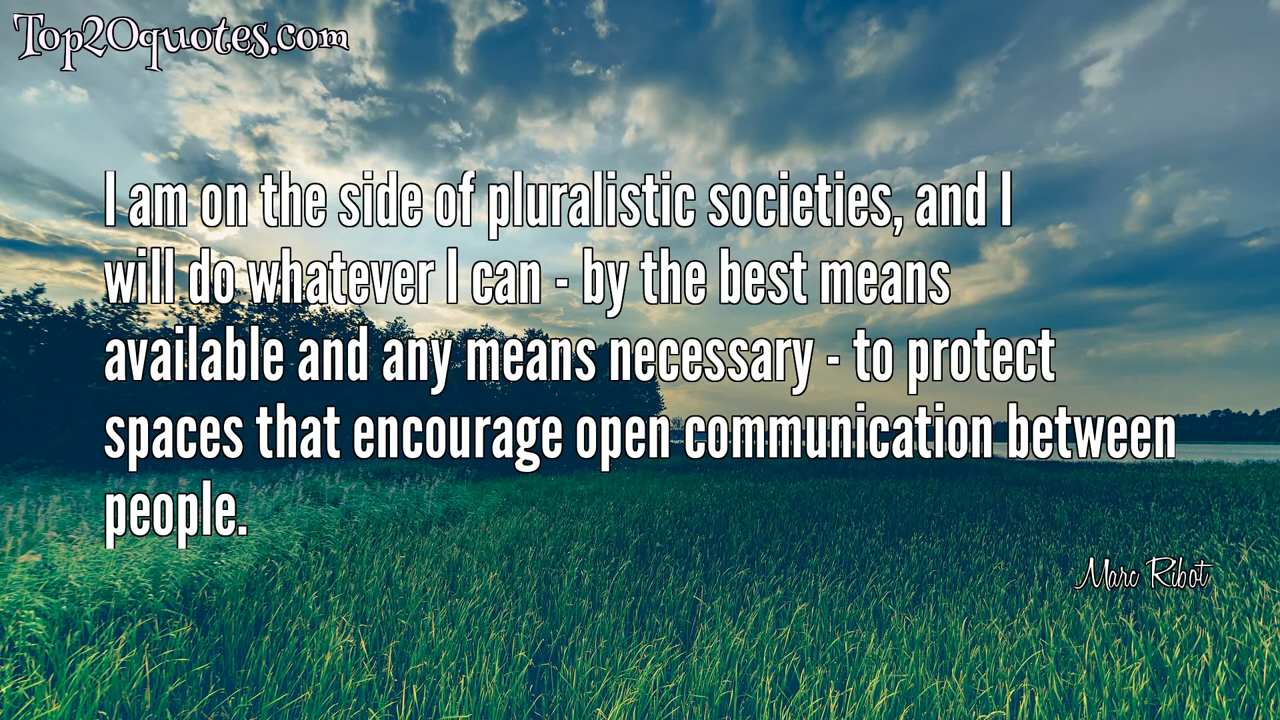 Top20quotes.com
I am on the side of pluralistic societies, and I
will do whatever I can - by the best means
available and any means necessary - to protect
spaces that encourage open communication between
people.
Marc Ribot